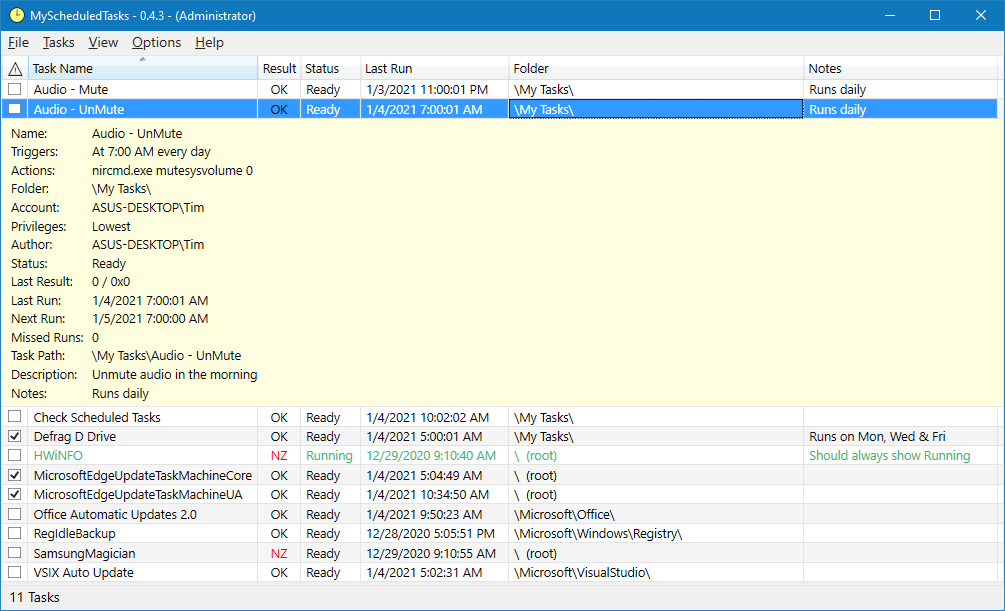 MyScheduledTasks - 0.4.3 - (Administrator)
File Tasks View Options Help
Task Name Result Status Last Run Folder Notes
Audio - Mute OK Ready 1/3/2021 11:00:01 PM \My Tasks\ Runs daily
Audio - UnMute OK Ready 1/4/2021 7:00:01 AM \My Tasks\ Runs daily
Name: Audio - UnMute
Triggers: At 7:00 AM every day
Actions: nircmd.exe mutesysvolume 0
Folder: \My Tasks\
Account: ASUS-DESKTOP\Tim
Privileges: Lowest
Author: ASUS-DESKTOP\Tim
Status: Ready
Last Result: 0 / 0x0
Last Run: 1/4/2021 7:00:01 AM
Next Run: 1/5/2021 7:00:00 AM
Missed Runs: 0
Task Path: \My Tasks\Audio - UnMute
Description: Unmute audio in the morning
Notes: Runs daily
Check Scheduled Tasks OK Ready 1/4/2021 10:02:02 AM \My Tasks\
Defrag D Drive OK Ready 1/4/2021 5:00:01 AM \My Tasks\ Runs on Mon, Wed & Fri
HWiNFO NZ Running 12/29/2020 9:10:40 AM \ (root) Should always show Running
MicrosoftEdgeUpdateTaskMachineCore OK Ready 1/4/2021 5:04:49 AM \ (root)
MicrosoftEdgeUpdateTaskMachineUA OK Ready 1/4/2021 10:34:50 AM \ (root)
Office Automatic Updates 2.0 OK Ready 1/4/2021 9:50:23 AM \Microsoft\Office\
RegIdleBackup OK Ready 12/28/2020 5:05:51 PM \Microsoft\Windows\Registry\
SamsungMagician NZ Ready 12/29/2020 9:10:55 AM \ (root)
VSIX Auto Update OK Ready 1/4/2021 5:02:31 AM \Microsoft\VisualStudio\
11 Tasks